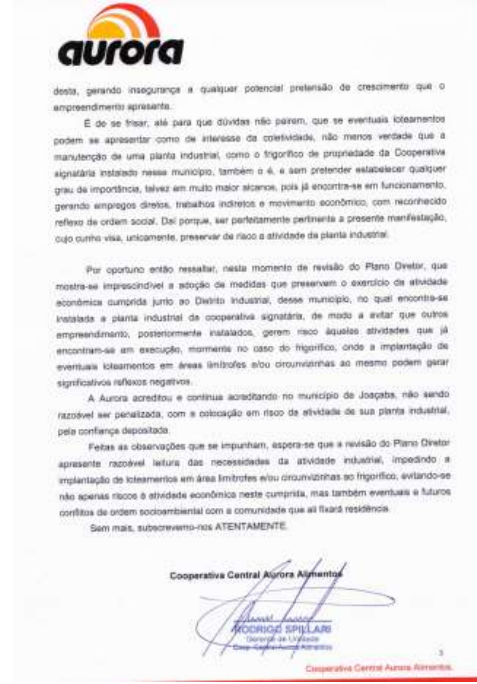 aurora
desta, gerando insegurança a qualquer potencial pretensão de crescimento que o
empreendimento apresente.
É de se frisar, até para que dúvidas não pairem, que se eventuais loteamentos
podem se apresentar como de interesse da coletividade, não menos verdade que a
manutenção de uma planta industrial, como o frigorífico de propriedade da Cooperativa
signatária instalado nesse município, também o é, e sem pretender estabelecer qualquer
grau de importância, talvez em muito maior alcance, pois já encontra-se em funcionamento,
gerando empregos diretos, trabalhos indiretos e movimento econômico, com reconhecido
reflexo de ordem social. Daí porque, ser perfeitamente pertinente a presente manifestação,
cujo cunho visa, unicamente, preservar de risco a atividade da planta industrial.
Por oportuno então ressaltar, neste momento de revisão do Plano Diretor, que
mostra-se imprescindível a adoção de medidas que preservem o exercício da atividade
econômica cumprida junto ao Distrito Industrial, desse município, no qual encontra-se
instalada a planta industrial da cooperativa signatária, de modo a evitar que outros
empreendimento, posteriormente instalados, gerem risco àquelas atividades que já
encontram-se em execução, mormente no caso do frigorífico, onde a implantação de
eventuais loteamentos em áreas limítrofes e/ou circunvizinhas ao mesmo podem gerar
significativos reflexos negativos.
A Aurora acreditou e continua acreditando no município de Joaçaba, não sendo
razoável ser penalizada, com a colocação em risco da atividade de sua planta industrial,
pela confiança depositada.
Feitas as observações que se impunham, espera-se que a revisão do Plano Diretor
apresente razoável leitura das necessidades da atividade industrial, impedindo a
implantação de loteamentos em área limítrofes e/ou circunvizinhas ao frigorífico, evitando-se
não apenas riscos à atividade econômica neste cumprida, mas também eventuais e futuros
conflitos de ordem socioambiental com a comunidade que ali fixará residência.
Sem mais, subscrevemo-nos ATENTAMENTE.
Cooperativa Central Aurora Alimentos
RODRIGO SPILLARI
Gerente de Unidade
Coop. Central Aurora Alimentos
3
Cooperativa Central Aurora Alimentos.